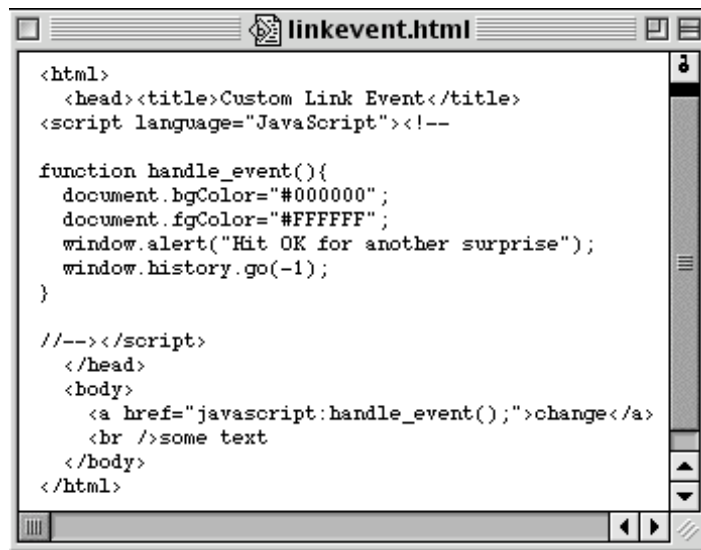 linkevent.html
<html>
  <head><title>Custom Link Event</title>
<script language="JavaScript"><!--

function handle_event(){
  document.bgColor="#000000";
  document.fgColor="#FFFFFF";
  window.alert("Hit OK for another surprise");
  window.history.go(-1);
}

//--></script>
  </head>
  <body>
    <a href="javascript:handle_event();">change</a>
    <br />some text
  </body>
</html>